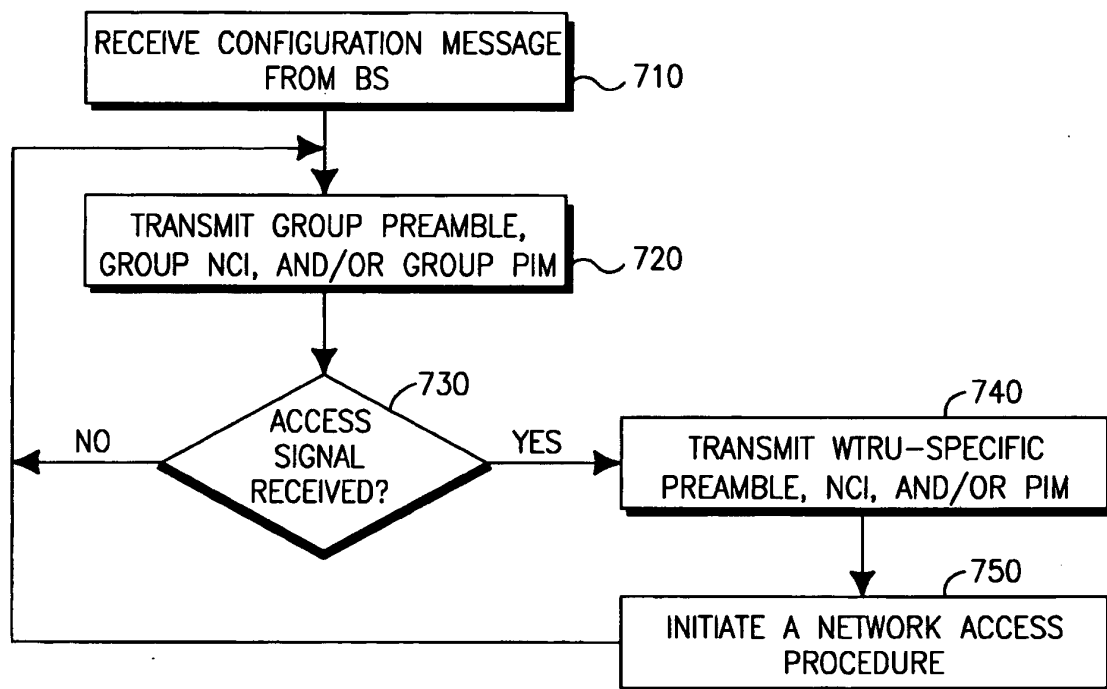 RECEIVE CONFIGURATION MESSAGE
FROM BS
710
TRANSMIT GROUP PREAMBLE,
GROUP NCI, AND/OR GROUP PIM
720
730
ACCESS
SIGNAL
RECEIVED?
NO
YES
740
TRANSMIT WTRU-SPECIFIC
PREAMBLE, NCI, AND/OR PIM
750
INITIATE A NETWORK ACCESS
PROCEDURE